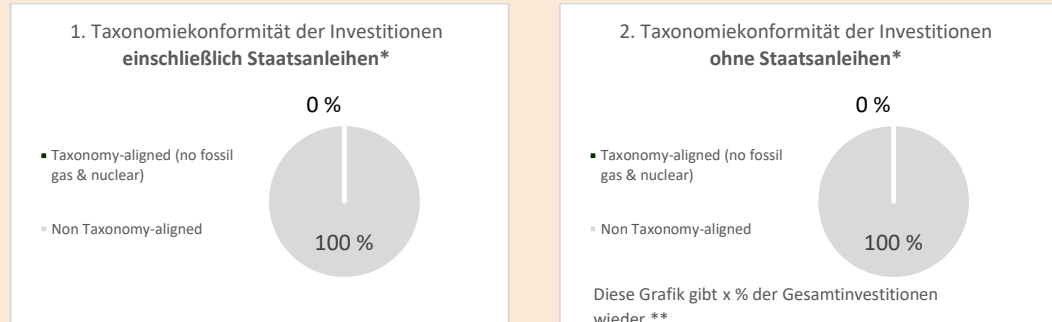 1. Taxonomiekonformität der Investitionen
einschließlich Staatsanleihen*
0 %
Taxonomy-aligned (no fossil
gas & nuclear)
Non Taxonomy-aligned
100 %
2. Taxonomiekonformität der Investitionen
ohne Staatsanleihen*
0 %
Taxonomy-aligned (no fossil
gas & nuclear)
Non Taxonomy-aligned
100 %
Diese Grafik gibt x % der Gesamtinvestitionen
wieder.**